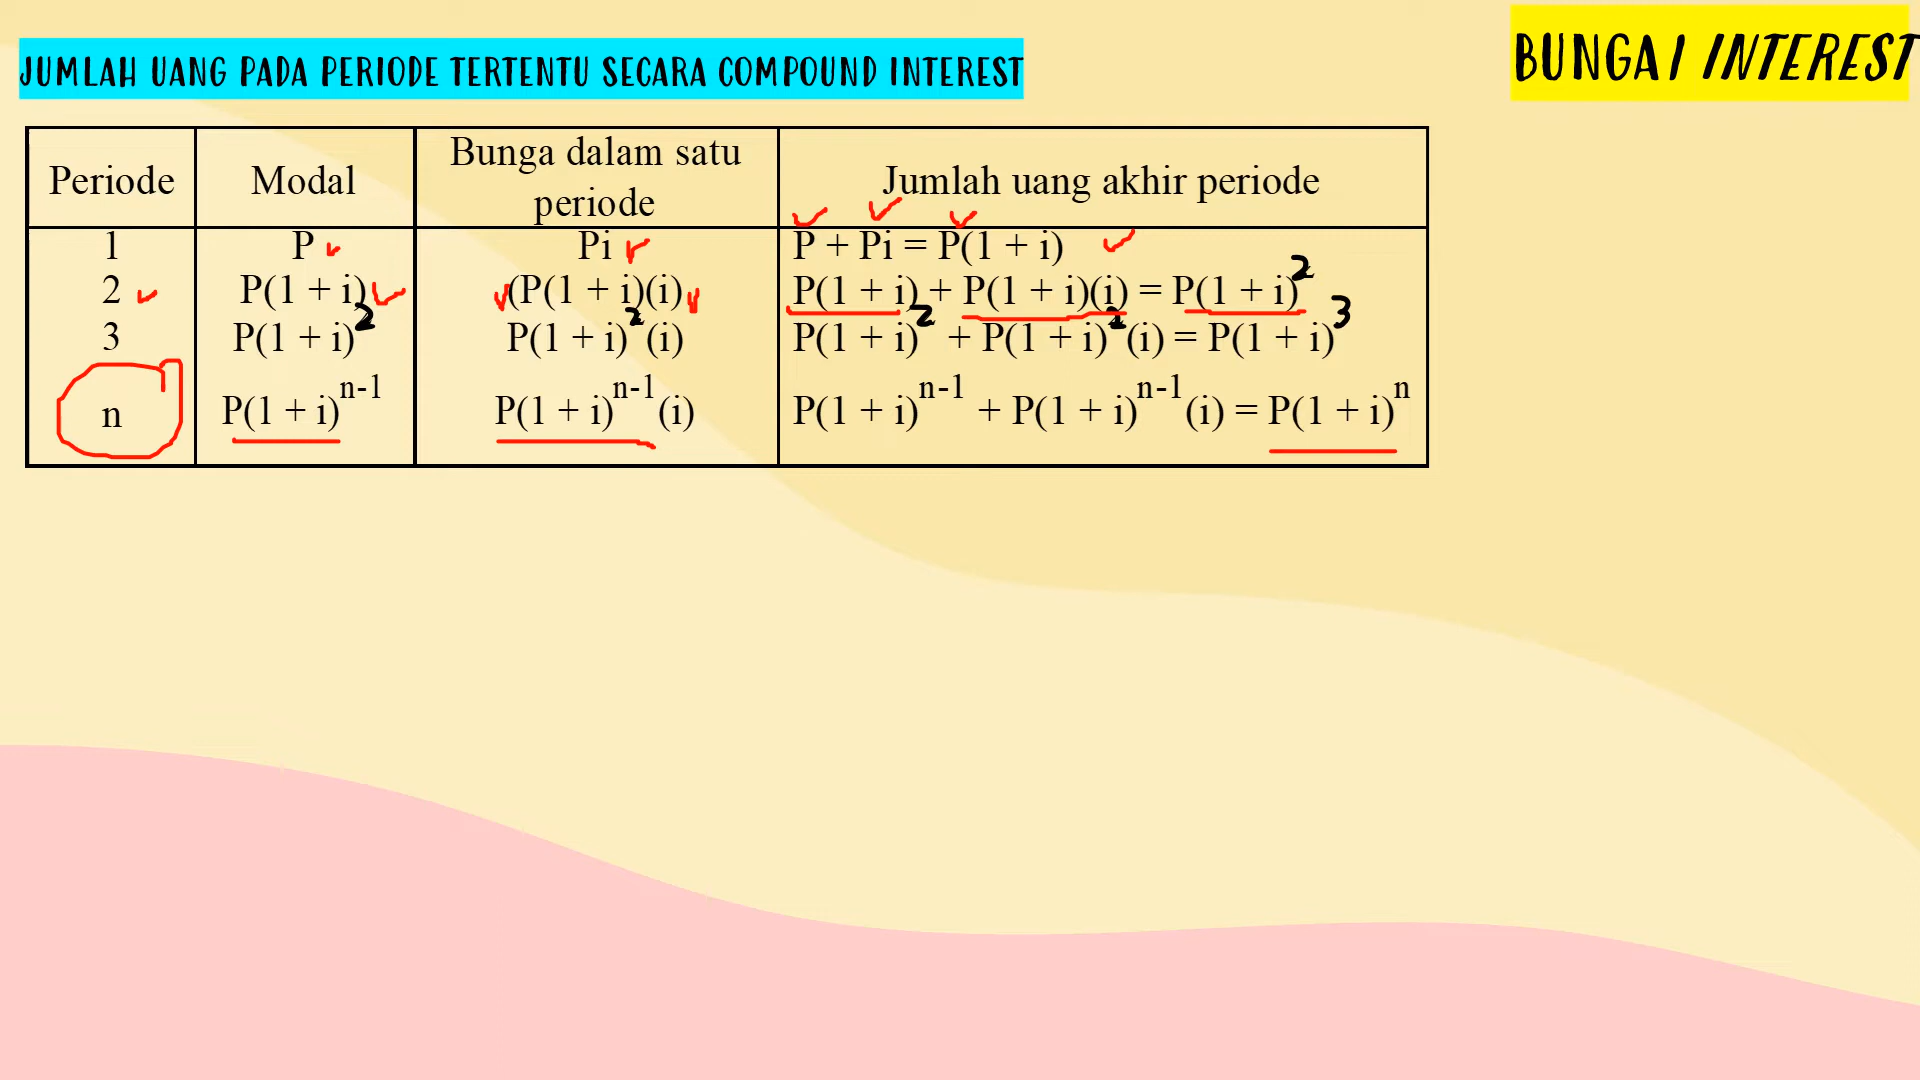 JUMLAH UANG PADA PERIODE TERTENTU SECARA COMPOUND INTEREST
BUNGA/ INTEREST
Periode Modal Bunga dalam satu periode Jumlah uang akhir periode
1 P Pi P + Pi = P(1 + i)
2 P(1 + i) (P(1 + i)(i) P(1 + i) + P(1 + i)(i) = P(1 + i)²
3 P(1 + i)² P(1 + i)²(i) P(1 + i)² + P(1 + i)²(i) = P(1 + i)³
n P(1 + i)ⁿ⁻¹ P(1 + i)ⁿ⁻¹(i) P(1 + i)ⁿ⁻¹ + P(1 + i)ⁿ⁻¹(i) = P(1 + i)ⁿ